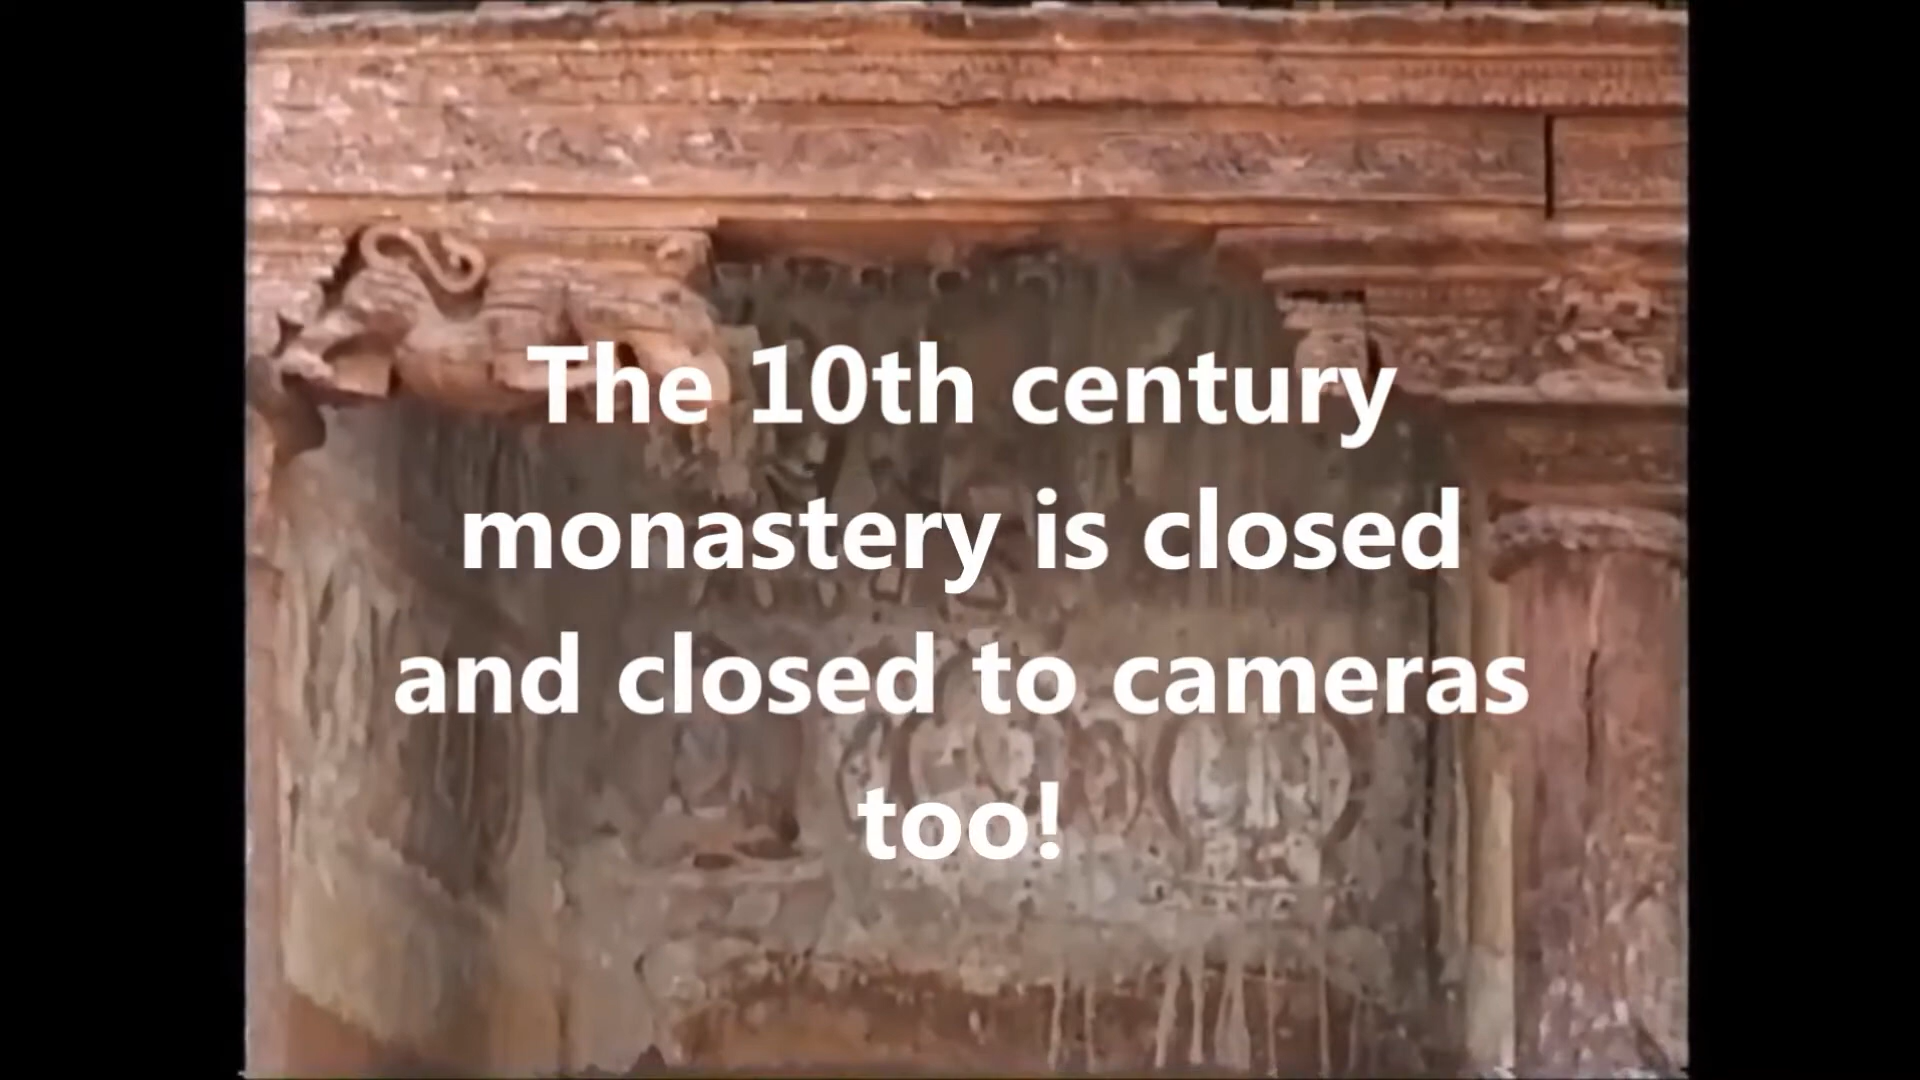 The 10th century
monastery is closed
and closed to cameras
too!